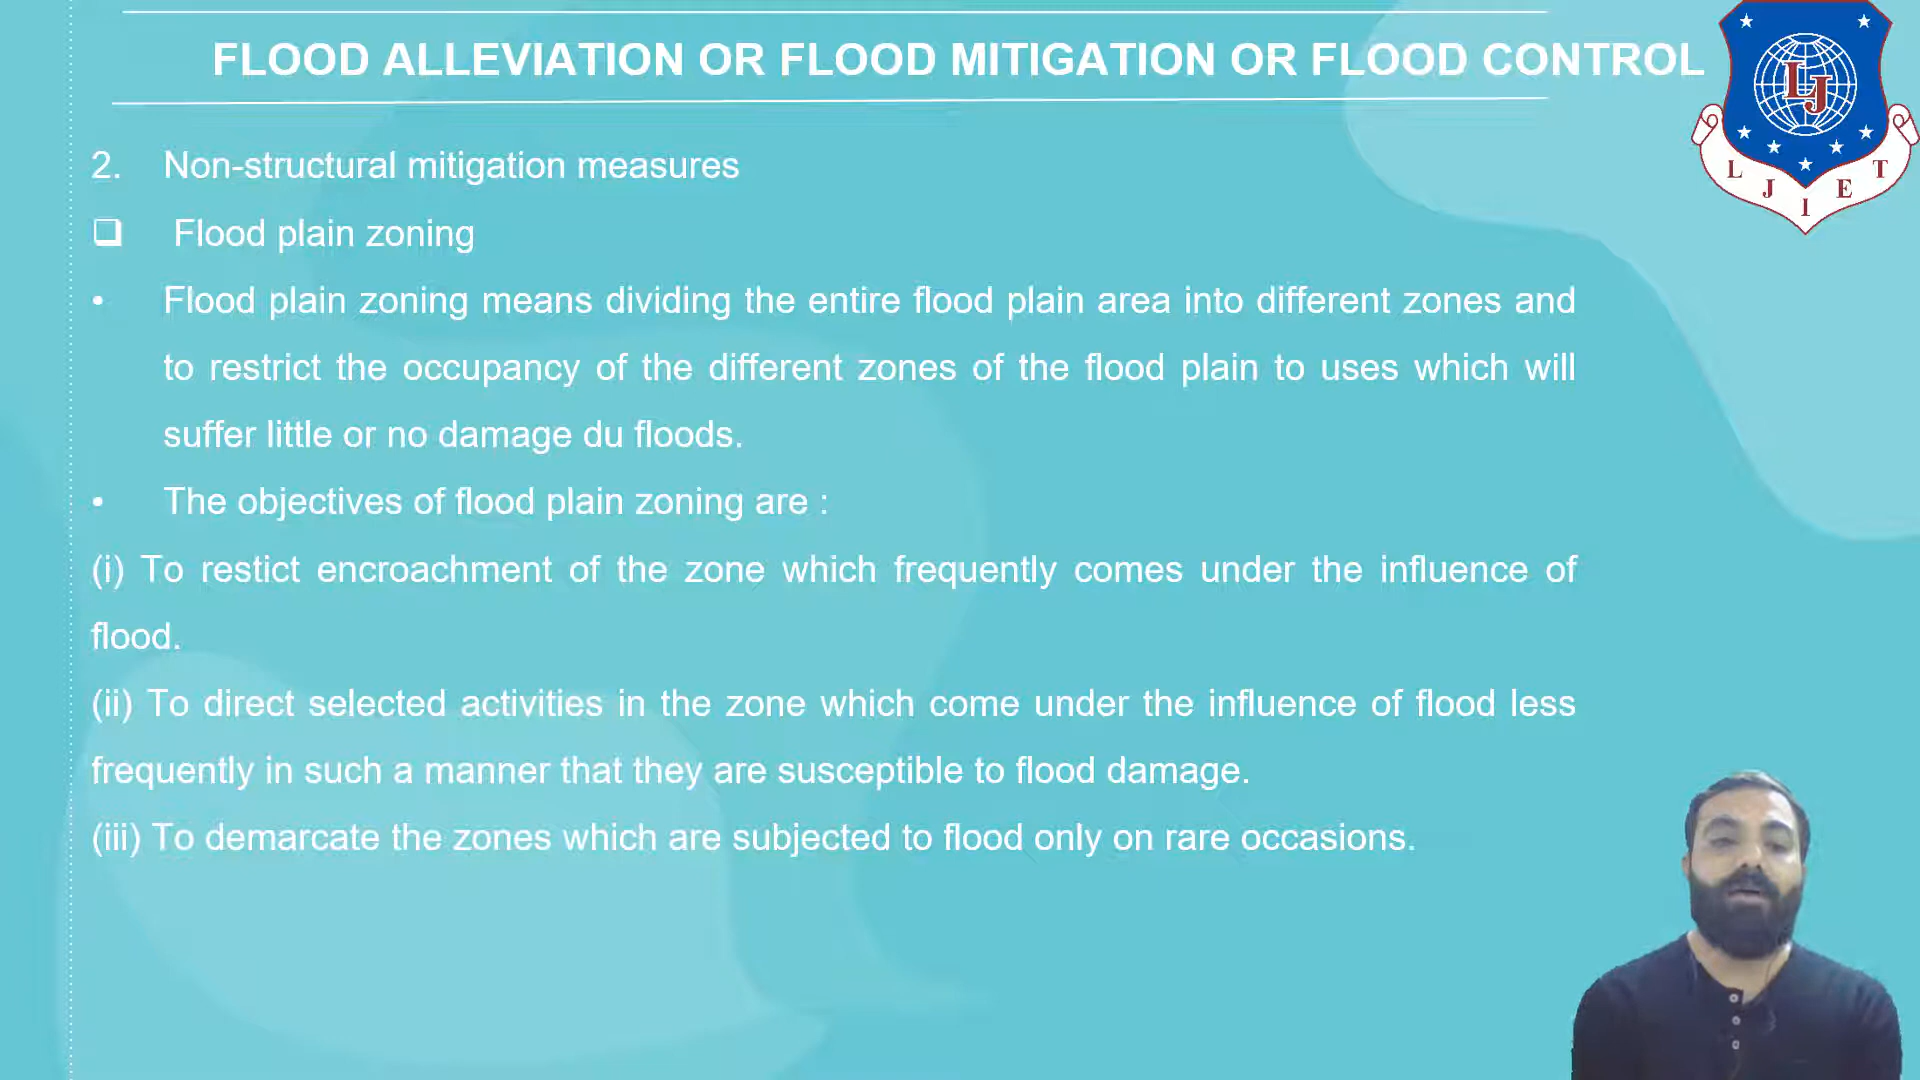 FLOOD ALLEVIATION OR FLOOD MITIGATION OR FLOOD CONTROL
LJ
L J I E T
2. Non-structural mitigation measures
Flood plain zoning
• Flood plain zoning means dividing the entire flood plain area into different zones and
to restrict the occupancy of the different zones of the flood plain to uses which will
suffer little or no damage du floods.
• The objectives of flood plain zoning are :
(i) To restict encroachment of the zone which frequently comes under the influence of
flood.
(ii) To direct selected activities in the zone which come under the influence of flood less
frequently in such a manner that they are susceptible to flood damage.
(iii) To demarcate the zones which are subjected to flood only on rare occasions.